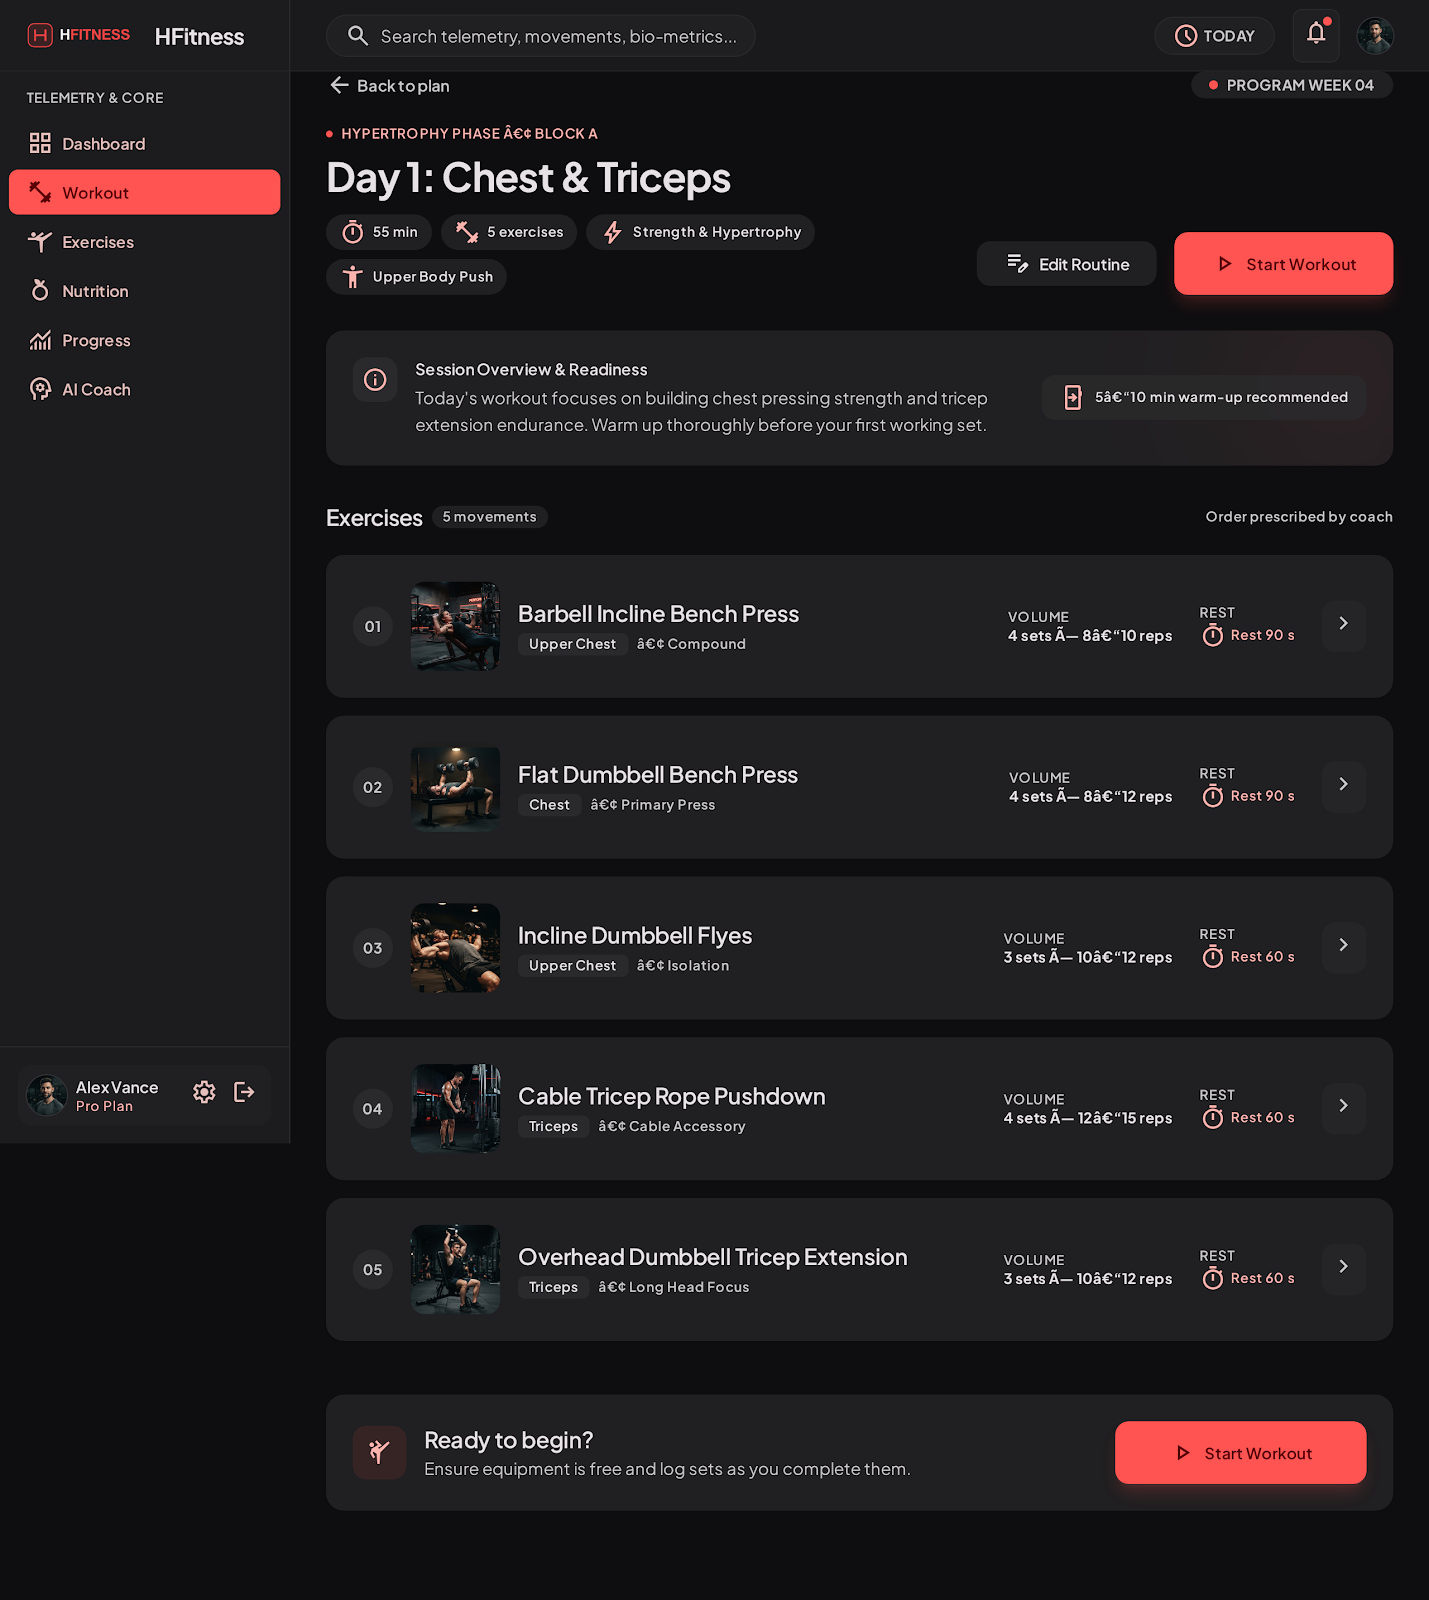 HFITNESS
HFitness
Search telemetry, movements, bio-metrics...
TODAY
TELEMETRY & CORE
Dashboard
Workout
Exercises
Nutrition
Progress
AI Coach
Alex Vance
Pro Plan
Back to plan
PROGRAM WEEK 04
HYPERTROPHY PHASE â€¢ BLOCK A
Day 1: Chest & Triceps
55 min
5 exercises
Strength & Hypertrophy
Upper Body Push
Edit Routine
Start Workout
Session Overview & Readiness
Today's workout focuses on building chest pressing strength and tricep
extension endurance. Warm up thoroughly before your first working set.
5â€“10 min warm-up recommended
Exercises
5 movements
Order prescribed by coach
01
Barbell Incline Bench Press
Upper Chest
â€¢ Compound
VOLUME
4 sets Ã— 8â€“10 reps
REST
Rest 90 s
02
Flat Dumbbell Bench Press
Chest
â€¢ Primary Press
VOLUME
4 sets Ã— 8â€“12 reps
REST
Rest 90 s
03
Incline Dumbbell Flyes
Upper Chest
â€¢ Isolation
VOLUME
3 sets Ã— 10â€“12 reps
REST
Rest 60 s
04
Cable Tricep Rope Pushdown
Triceps
â€¢ Cable Accessory
VOLUME
4 sets Ã— 12â€“15 reps
REST
Rest 60 s
05
Overhead Dumbbell Tricep Extension
Triceps
â€¢ Long Head Focus
VOLUME
3 sets Ã— 10â€“12 reps
REST
Rest 60 s
Ready to begin?
Ensure equipment is free and log sets as you complete them.
Start Workout